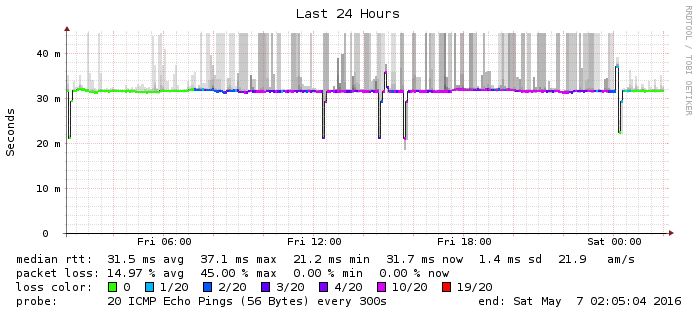 Last 24 Hours
RRDTOOL / TOBI OETIKER
Seconds
40 m
30 m
20 m
10 m
0
Fri 06:00 Fri 12:00 Fri 18:00 Sat 00:00
median rtt: 31.5 ms avg 37.1 ms max 21.2 ms min 31.7 ms now 1.4 ms sd 21.9 am/s
packet loss: 14.97 % avg 45.00 % max 0.00 % min 0.00 % now
loss color: 0 1/20 2/20 3/20 4/20 10/20 19/20
probe: 20 ICMP Echo Pings (56 Bytes) every 300s end: Sat May 7 02:05:04 2016